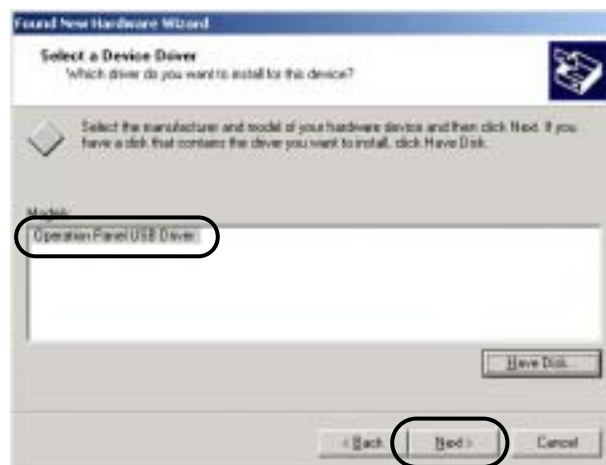 Found New Hardware Wizard
Select a Device Driver
Which driver do you want to install for this device?
Select the manufacturer and model of your hardware device and then click Next. If you
have a disk that contains the driver you want to install, click Have Disk.
Models:
Operation Panel USB Driver
Have Disk...
< Back
Next >
Cancel